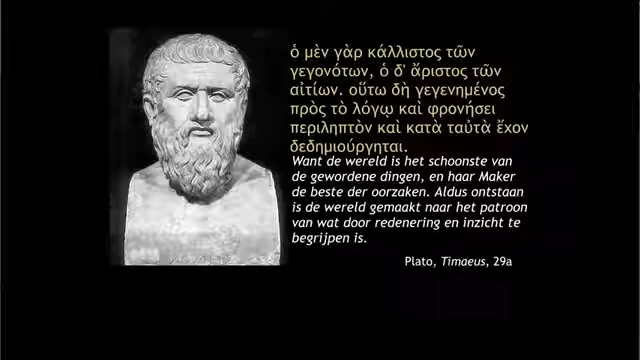 ὁ μὲν γὰρ κάλλιστος τῶν
γεγονότων, ὁ δ' ἄριστος τῶν
αἰτίων. οὕτω δὴ γεγενημένος
πρὸς τὸ λόγῳ καὶ φρονήσει
περιληπτὸν καὶ κατὰ ταὐτὰ ἔχον
δεδημιούργηται.
Want de wereld is het schoonste van
de gewordene dingen, en haar Maker
de beste der oorzaken. Aldus ontstaan
is de wereld gemaakt naar het patroon
van wat door redenering en inzicht te
begrijpen is.
Plato, Timaeus, 29a